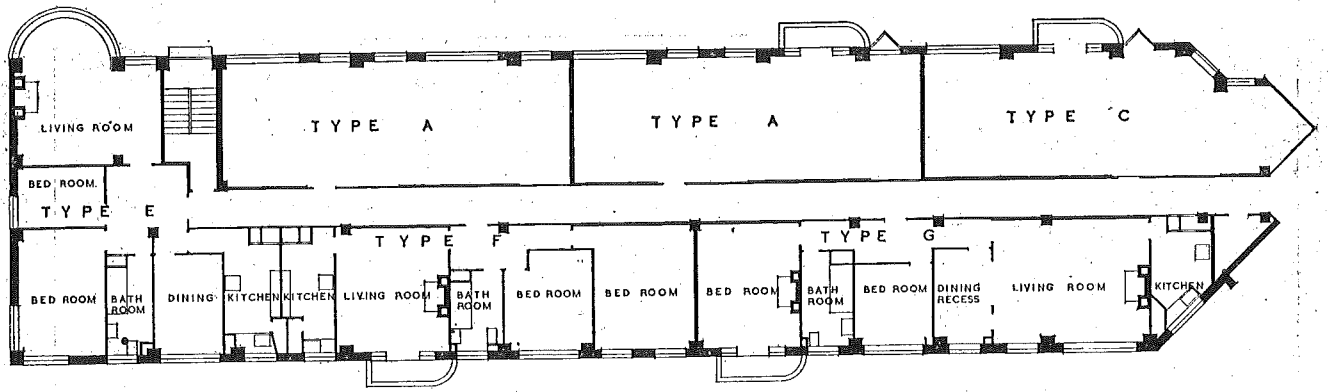 LIVING ROOM
TYPE A
TYPE A
TYPE C
BED ROOM.
TYPE E
TYPE F
TYPE G
BED ROOM
BATH
ROOM
DINING
KITCHEN
KITCHEN
LIVING ROOM
BATH
ROOM
BED ROOM
BED ROOM
BED ROOM
BATH
ROOM
BED ROOM
DINING
RECESS
LIVING ROOM
KITCHEN